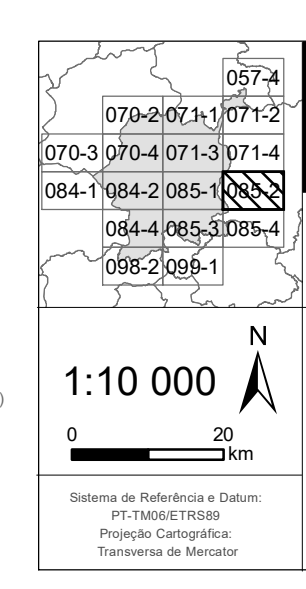 057-4
070-2 071-1 071-2
070-3 070-4 071-3 071-4
084-1 084-2 085-1 085-2
084-4 085-3 085-4
098-2 099-1
N
1:10 000
)
0 20
km
Sistema de Referência e Datum:
PT-TM06/ETRS89
Projeção Cartográfica:
Transversa de Mercator